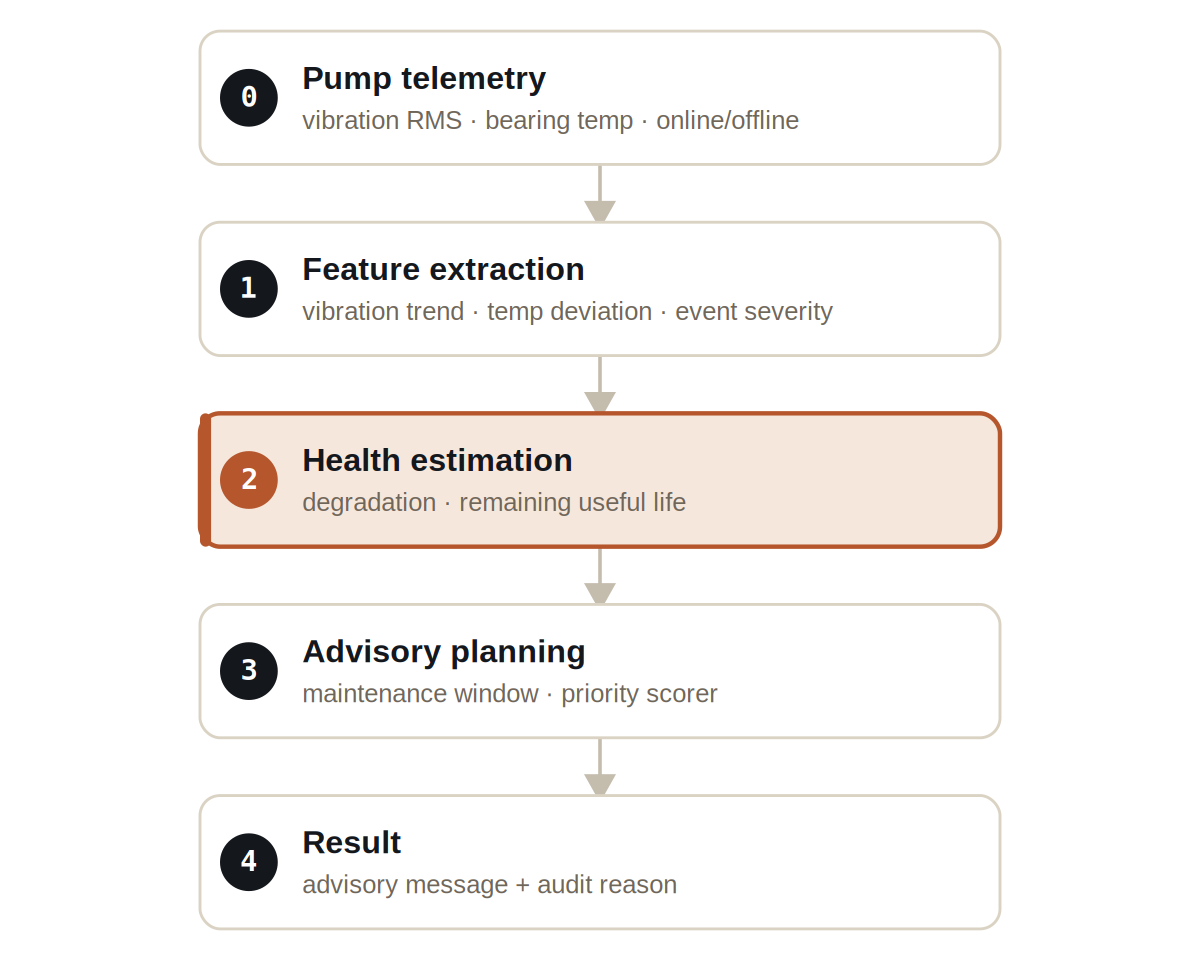 0
Pump telemetry
vibration RMS · bearing temp · online/offline
1
Feature extraction
vibration trend · temp deviation · event severity
2
Health estimation
degradation · remaining useful life
3
Advisory planning
maintenance window · priority scorer
4
Result
advisory message + audit reason